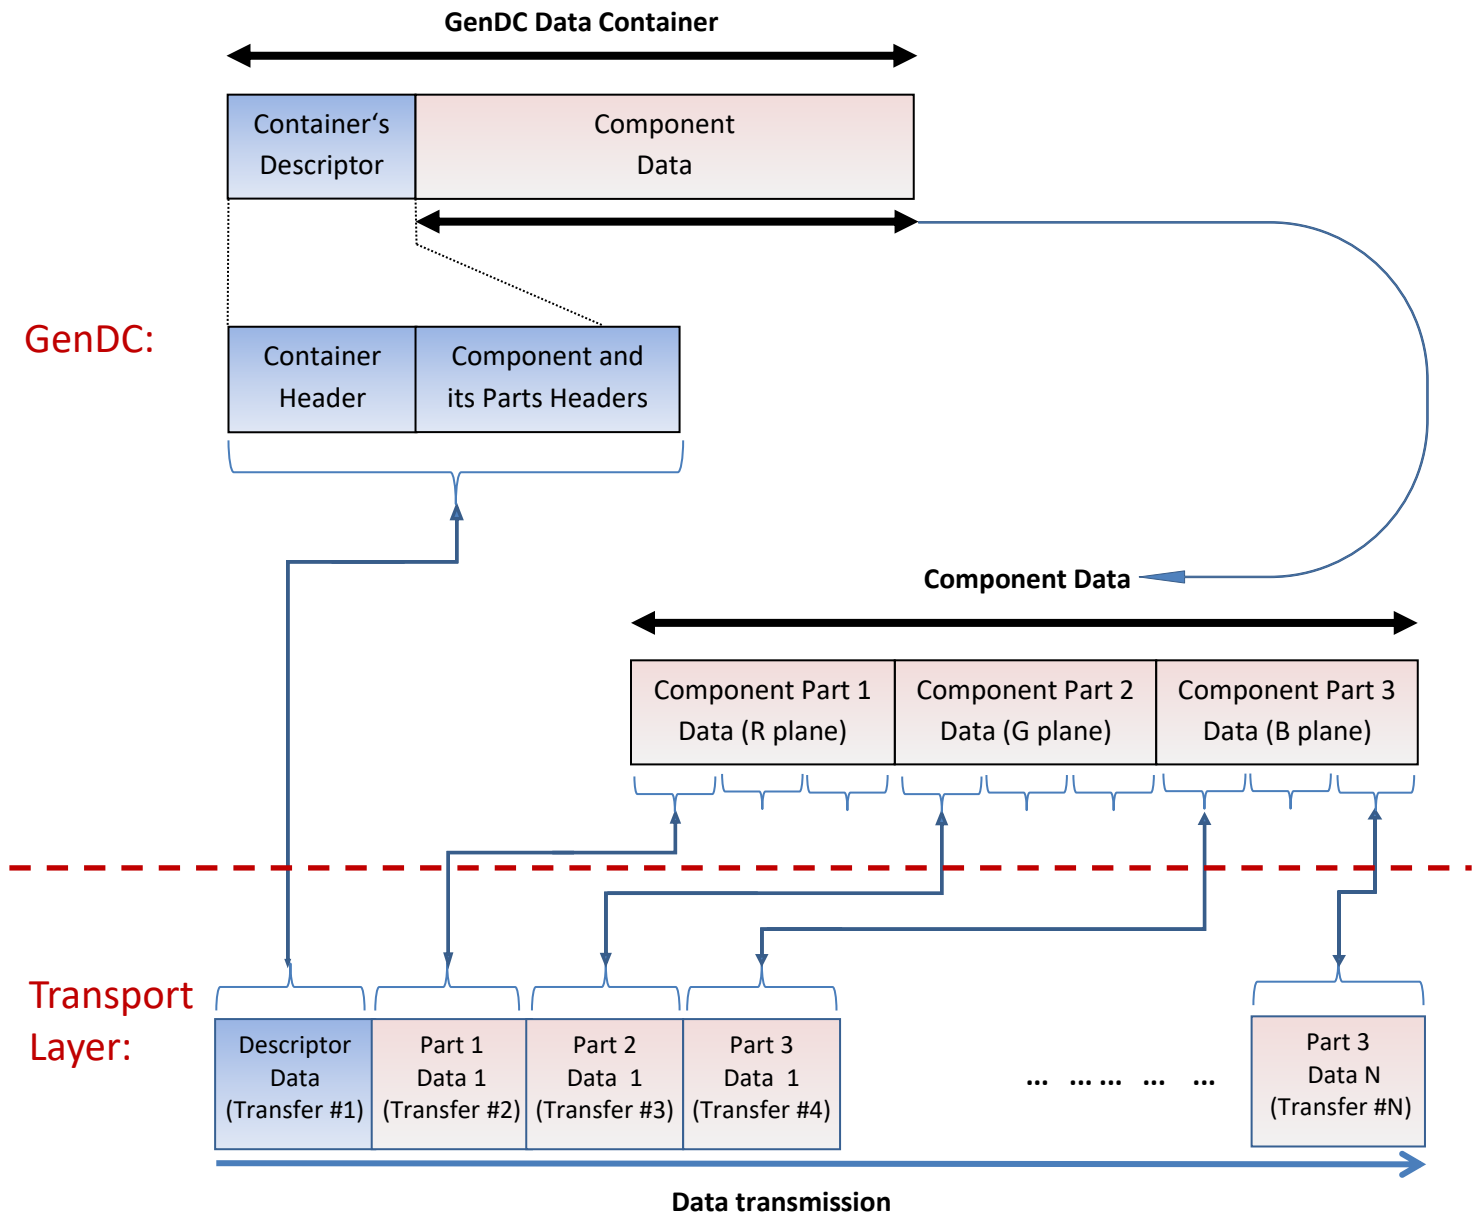 GenDC Data Container
Container‘s
Descriptor
Component
Data
GenDC:
Container
Header
Component and
its Parts Headers
Component Data
Component Part 1
Data (R plane)
Component Part 2
Data (G plane)
Component Part 3
Data (B plane)
Transport
Layer:
Descriptor
Data
(Transfer #1)
Part 1
Data 1
(Transfer #2)
Part 2
Data  1
(Transfer #3)
Part 3
Data  1
(Transfer #4)
... ... ... ... ...
Part 3
Data N
(Transfer #N)
Data transmission